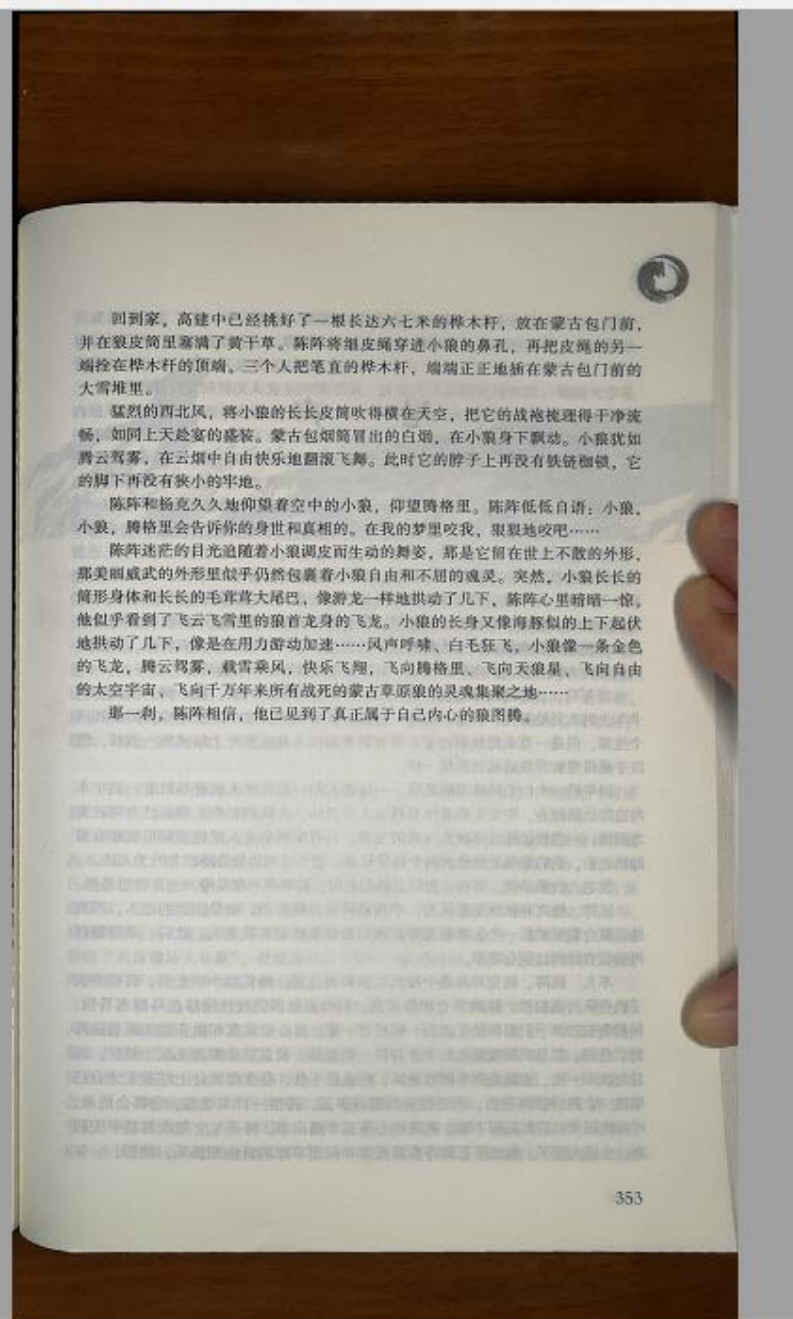 回到家，高建中已经挑好了一根长达六七米的桦木杆，放在蒙古包门前，
并在狼皮筒里塞满了黄干草。陈阵将细皮绳穿进小狼的鼻孔，再把皮绳的另一
端拴在桦木杆的顶端。三个人把笔直的桦木杆，端端正正地插在蒙古包门前的
大雪堆里。
猛烈的西北风，将小狼的长长皮筒吹得横在天空，把它的战袍梳理得干净流
畅，如同上天赴宴的盛装。蒙古包烟筒冒出的白烟，在小狼身下飘动。小狼犹如
腾云驾雾，在云烟中自由快乐地翻滚飞舞。此时它的脖子上再没有铁链枷锁，它
的脚下再没有狭小的牢地。
陈阵和杨克久久地仰望着空中的小狼，仰望腾格里。陈阵低低自语：小狼，
小狼，腾格里会告诉你的身世和真相的。在我的梦里咬我，狠狠地咬吧……
陈阵迷茫的目光追随着小狼调皮而生动的舞姿，那是它留在世上不散的外形，
那美丽威武的外形里似乎仍然包裹着小狼自由和不屈的魂灵。突然，小狼长长的
筒形身体和长长的毛茸茸大尾巴，像游龙一样地拱动了几下，陈阵心里暗暗一惊，
他似乎看到了飞云飞雪里的狼首龙身的飞龙。小狼的长身又像海豚似的上下起伏
地拱动了几下，像是在用力游动加速……风声呼啸，白毛狂飞，小狼像一条金色
的飞龙，腾云驾雾，载雪乘风，快乐飞翔，飞向腾格里、飞向天狼星、飞向自由
的太空宇宙、飞向千万年来所有战死的蒙古草原狼的灵魂集聚之地……
那一刹，陈阵相信，他已见到了真正属于自己内心的狼图腾。
353